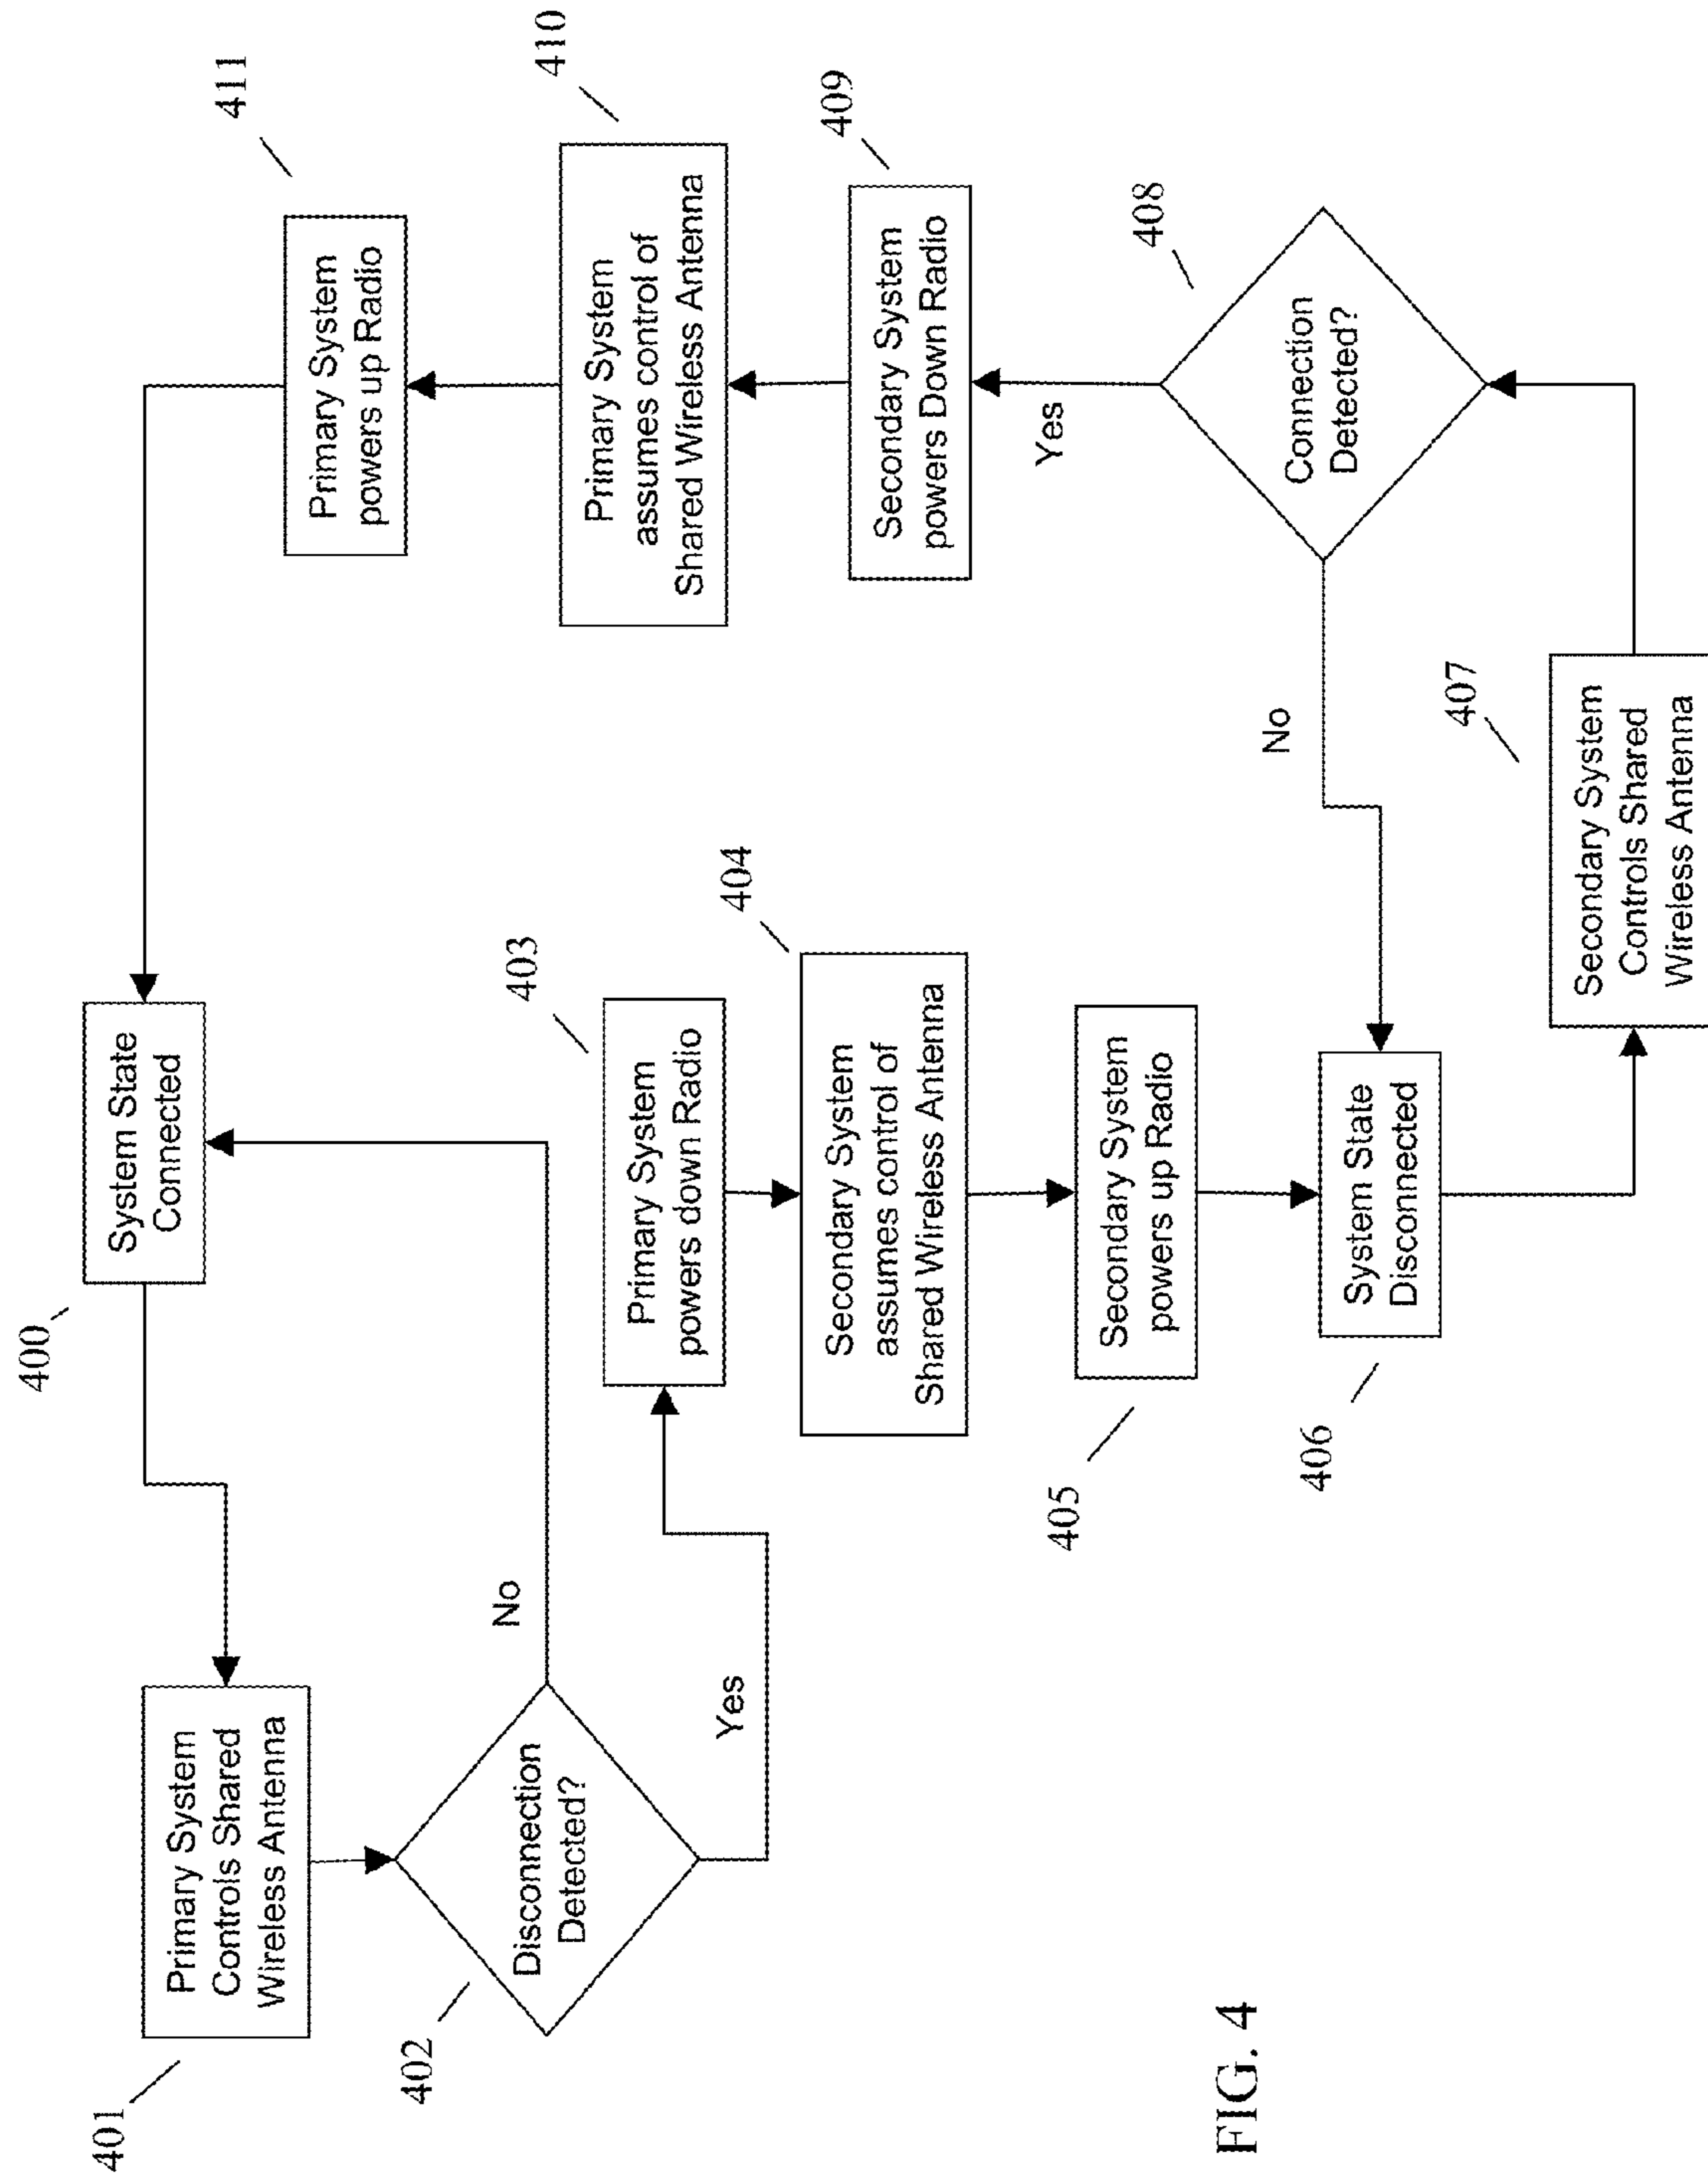 400
System State
Connected
401
Primary System
Controls Shared
Wireless Antenna
402
Disconnection
Detected?
No
Yes
403
Primary System
powers down Radio
404
Secondary System
assumes control of
Shared Wireless Antenna
405
Secondary System
powers up Radio
406
System State
Disconnected
407
Secondary System
Controls Shared
Wireless Antenna
408
Connection
Detected?
No
Yes
409
Secondary System
powers Down Radio
410
Primary System
assumes control of
Shared Wireless Antenna
411
Primary System
powers up Radio
FIG. 4